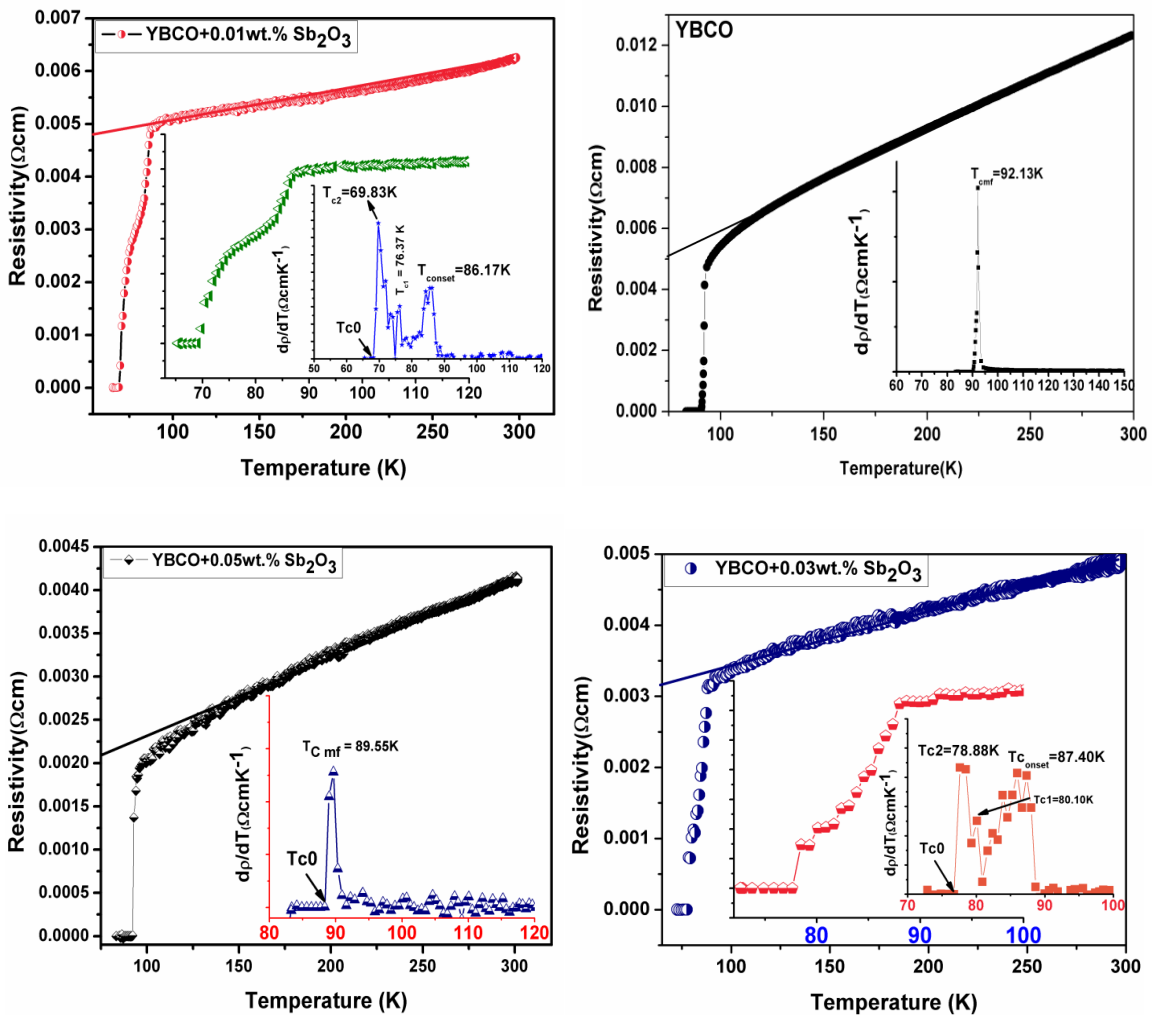 0.007
0.006
0.005
0.004
0.003
0.002
0.001
0.000
Resistivity(Ωcm)
YBCO+0.01wt.% Sb₂O₃
T_c2=69.83K
T_c1 = 76.37 K
T_conset=86.17K
Tc0
dρ/dT(ΩcmK⁻¹)
50 60 70 80 90 100 110 120
70 80 90 100 110 120
100 150 200 250 300
Temperature (K)
YBCO
0.012
0.010
0.008
0.006
0.004
0.002
0.000
Resistivity(Ωcm)
T_cmf=92.13K
dρ/dT(ΩcmK⁻¹)
60 70 80 90 100 110 120 130 140 150
100 150 200 250 300
Temperature(K)
0.0045
0.0040
0.0035
0.0030
0.0025
0.0020
0.0015
0.0010
0.0005
0.0000
Resistivity(Ωcm)
YBCO+0.05wt.% Sb₂O₃
T_C mf = 89.55K
Tc0
dρ/dT(ΩcmK⁻¹)
80 90 100 110 120
100 150 200 250 300
Temperature (K)
0.005
0.004
0.003
0.002
0.001
0.000
Resistivity(Ωcm)
YBCO+0.03wt.% Sb₂O₃
Tc2=78.88K
Tc_onset=87.40K
Tc1=80.10K
Tc0
dρ/dT(ΩcmK⁻¹)
70 80 90 100
80 90 100
100 150 200 250 300
Temperature (K)